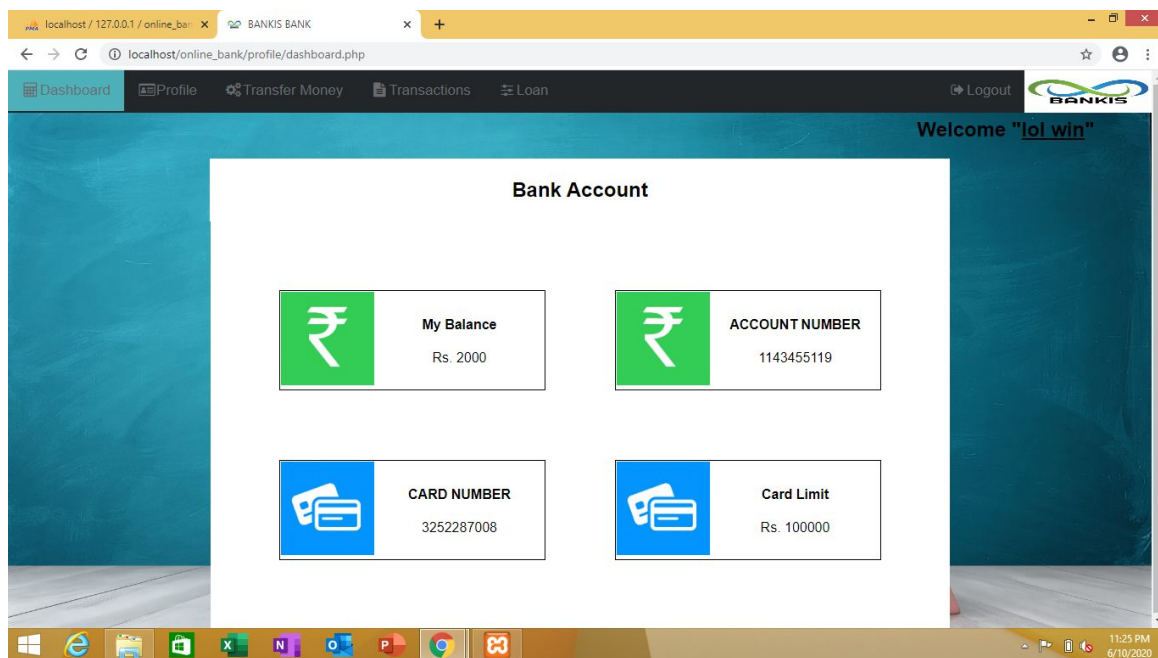 localhost / 127.0.0.1 / online_ban
BANKIS BANK
localhost/online_bank/profile/dashboard.php
Dashboard
Profile
Transfer Money
Transactions
Loan
Logout
BANKIS
Welcome "lol win"
Bank Account
My Balance
Rs. 2000
ACCOUNT NUMBER
1143455119
CARD NUMBER
3252287008
Card Limit
Rs. 100000
11:25 PM
6/10/2020